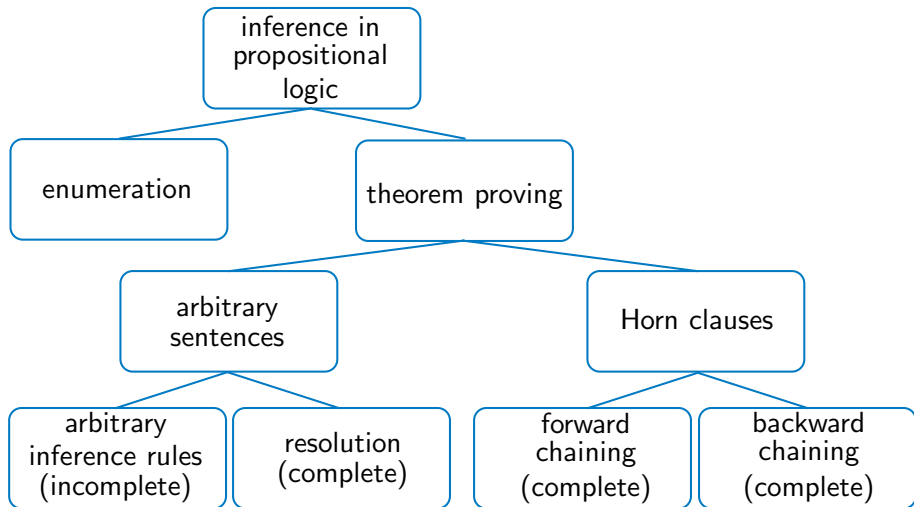 inference in
propositional
logic
enumeration
theorem proving
arbitrary
sentences
Horn clauses
arbitrary
inference rules
(incomplete)
resolution
(complete)
forward
chaining
(complete)
backward
chaining
(complete)